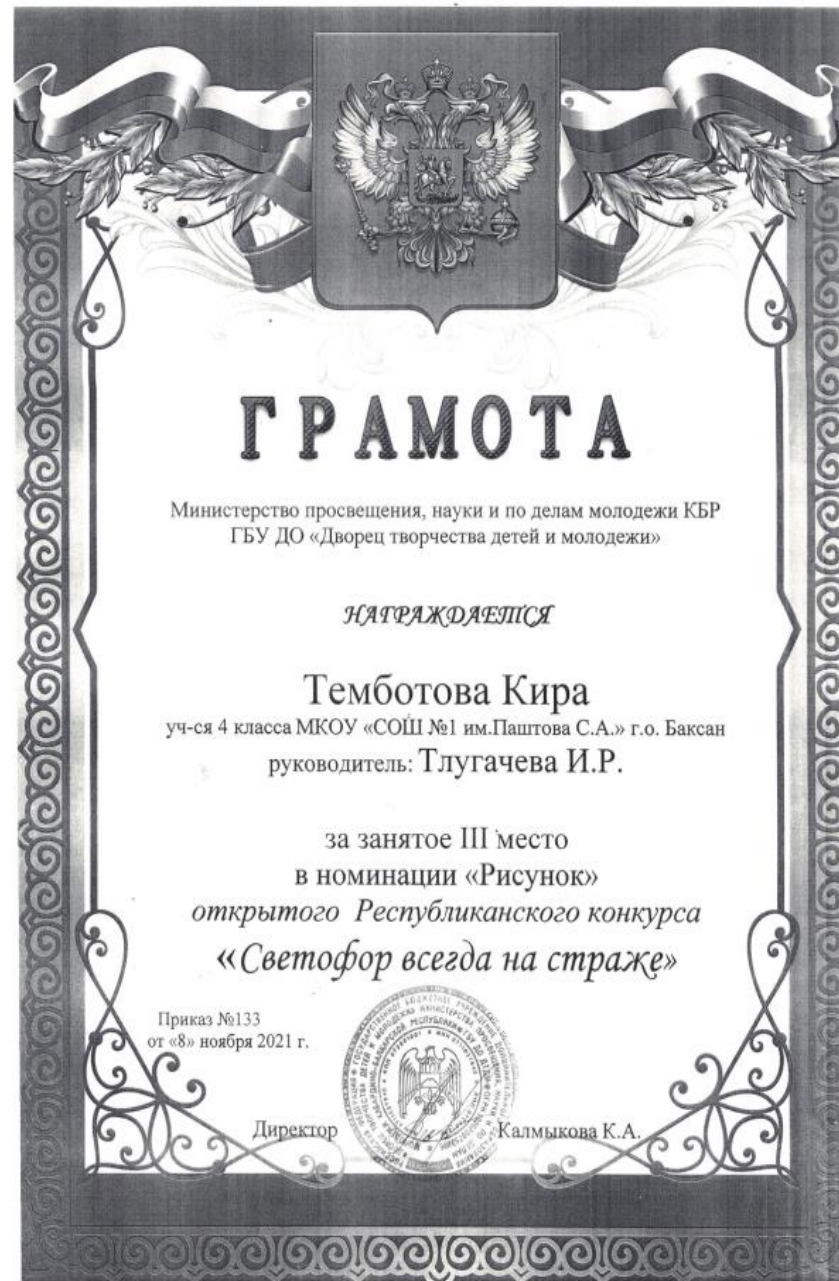 ГРАМОТА
Министерство просвещения, науки и по делам молодежи КБР
ГБУ ДО «Дворец творчества детей и молодежи»
НАГРАЖДАЕТСЯ
Темботова Кира
уч-ся 4 класса МКОУ «СОШ №1 им.Паштова С.А.» г.о. Баксан
руководитель: Тлугачева И.Р.
за занятое III место
в номинации «Рисунок»
открытого Республиканского конкурса
«Светофор всегда на страже»
Приказ №133
от «8» ноября 2021 г.
Директор Калмыкова К.А.